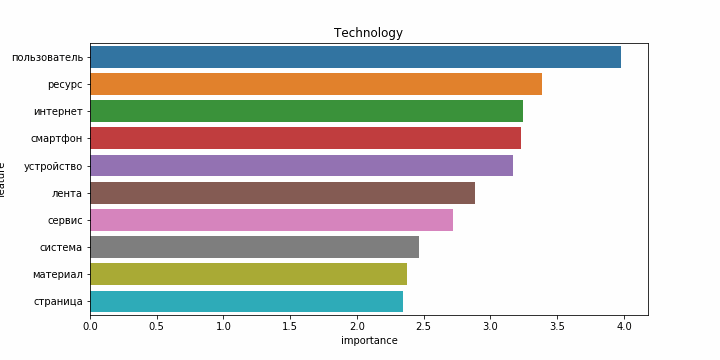 Technology
пользователь
ресурс
интернет
смартфон
устройство
лента
сервис
система
материал
страница
0.0 0.5 1.0 1.5 2.0 2.5 3.0 3.5 4.0
importance